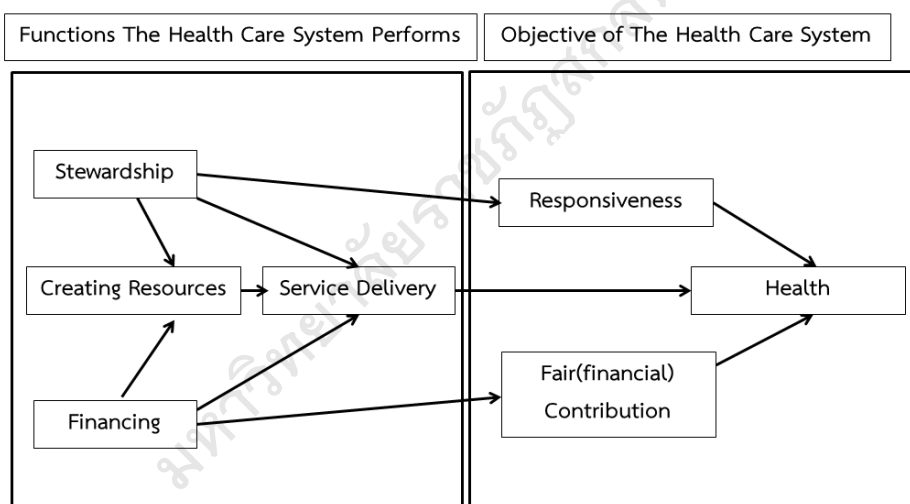 Functions The Health Care System Performs
Objective of The Health Care System
Stewardship
Responsiveness
Creating Resources
Service Delivery
Health
Fair(financial)
Contribution
Financing